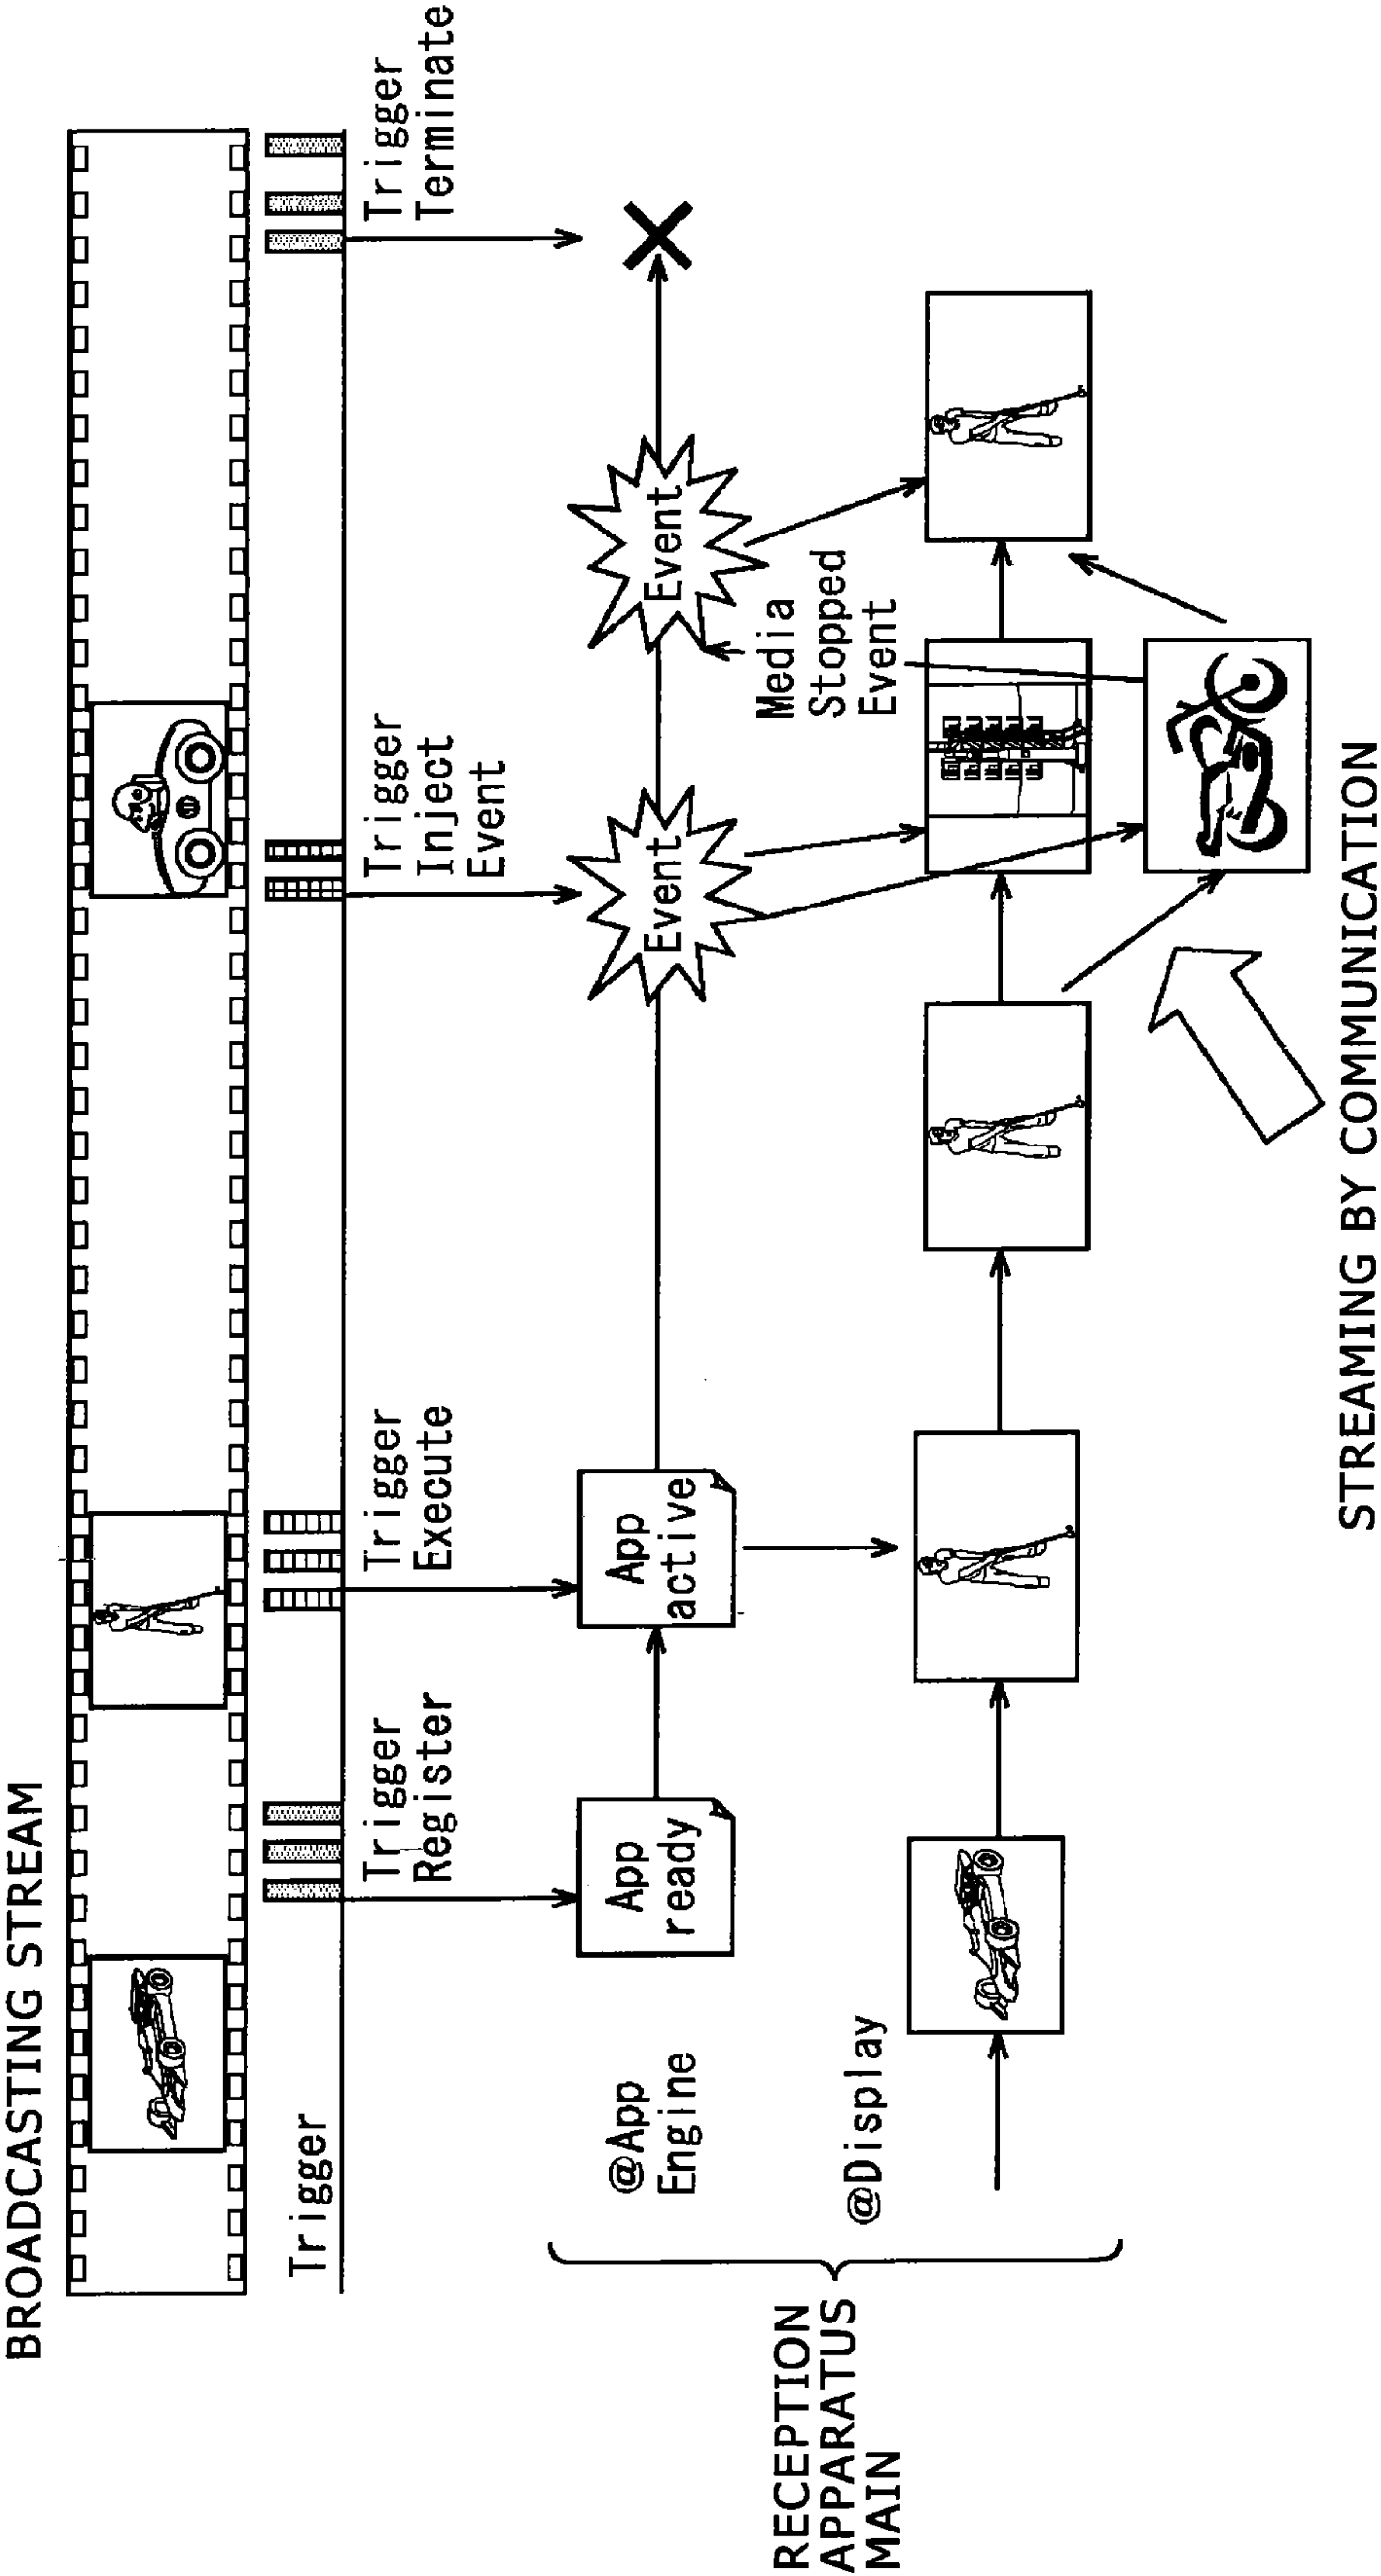 BROADCASTING STREAM
Trigger
Trigger
Register
Trigger
Execute
Trigger
Inject
Event
Trigger
Terminate
RECEPTION
APPARATUS
MAIN
@App
Engine
App
ready
App
active
Event
Event
@Display
Media
Stopped
Event
STREAMING BY COMMUNICATION